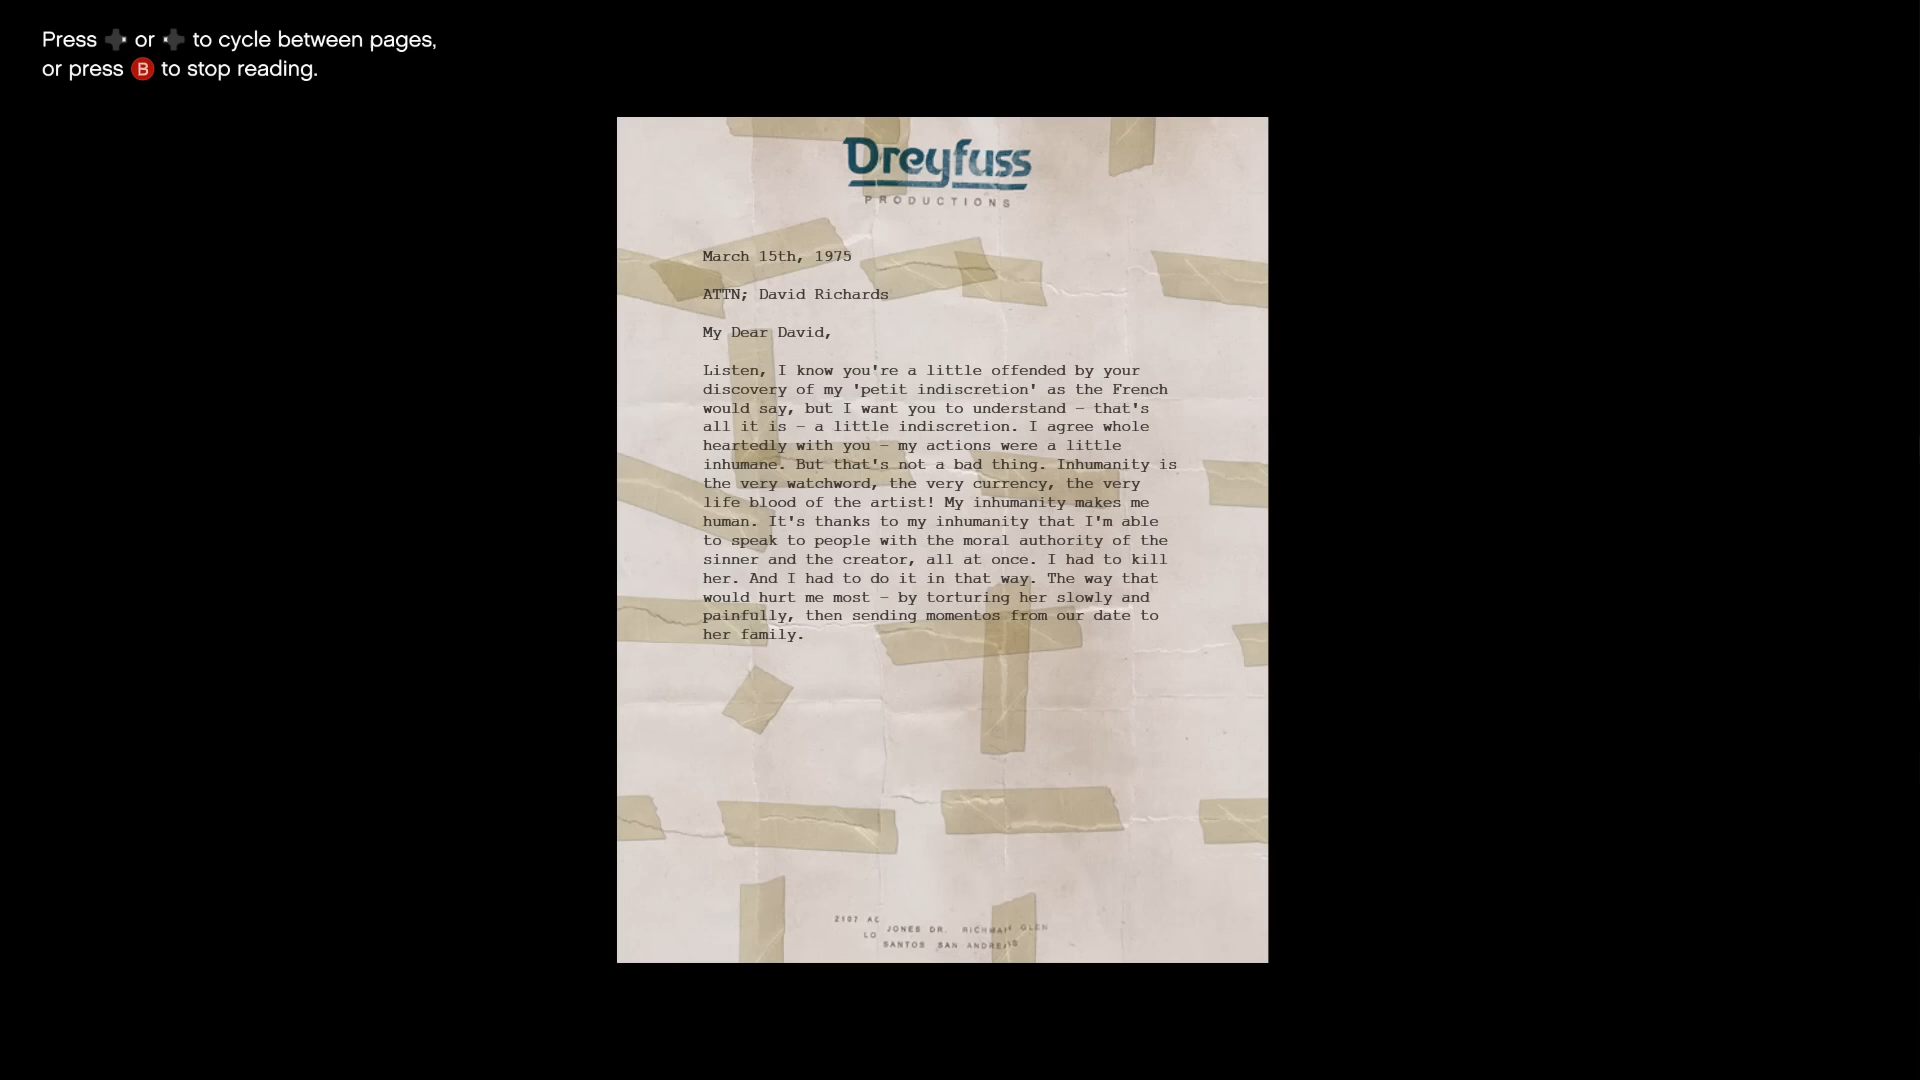 Press or to cycle between pages,
or press B to stop reading.
Dreyfuss
PRODUCTIONS
March 15th, 1975
ATTN; David Richards
My Dear David,
Listen, I know you're a little offended by your
discovery of my 'petit indiscretion' as the French
would say, but I want you to understand – that's
all it is – a little indiscretion. I agree whole
heartedly with you – my actions were a little
inhumane. But that's not a bad thing. Inhumanity is
the very watchword, the very currency, the very
life blood of the artist! My inhumanity makes me
human. It's thanks to my inhumanity that I'm able
to speak to people with the moral authority of the
sinner and the creator, all at once. I had to kill
her. And I had to do it in that way. The way that
would hurt me most – by torturing her slowly and
painfully, then sending momentos from our date to
her family.
2107 AC JONES DR. RICHMAN GLEN
LO SANTOS SAN ANDREAS